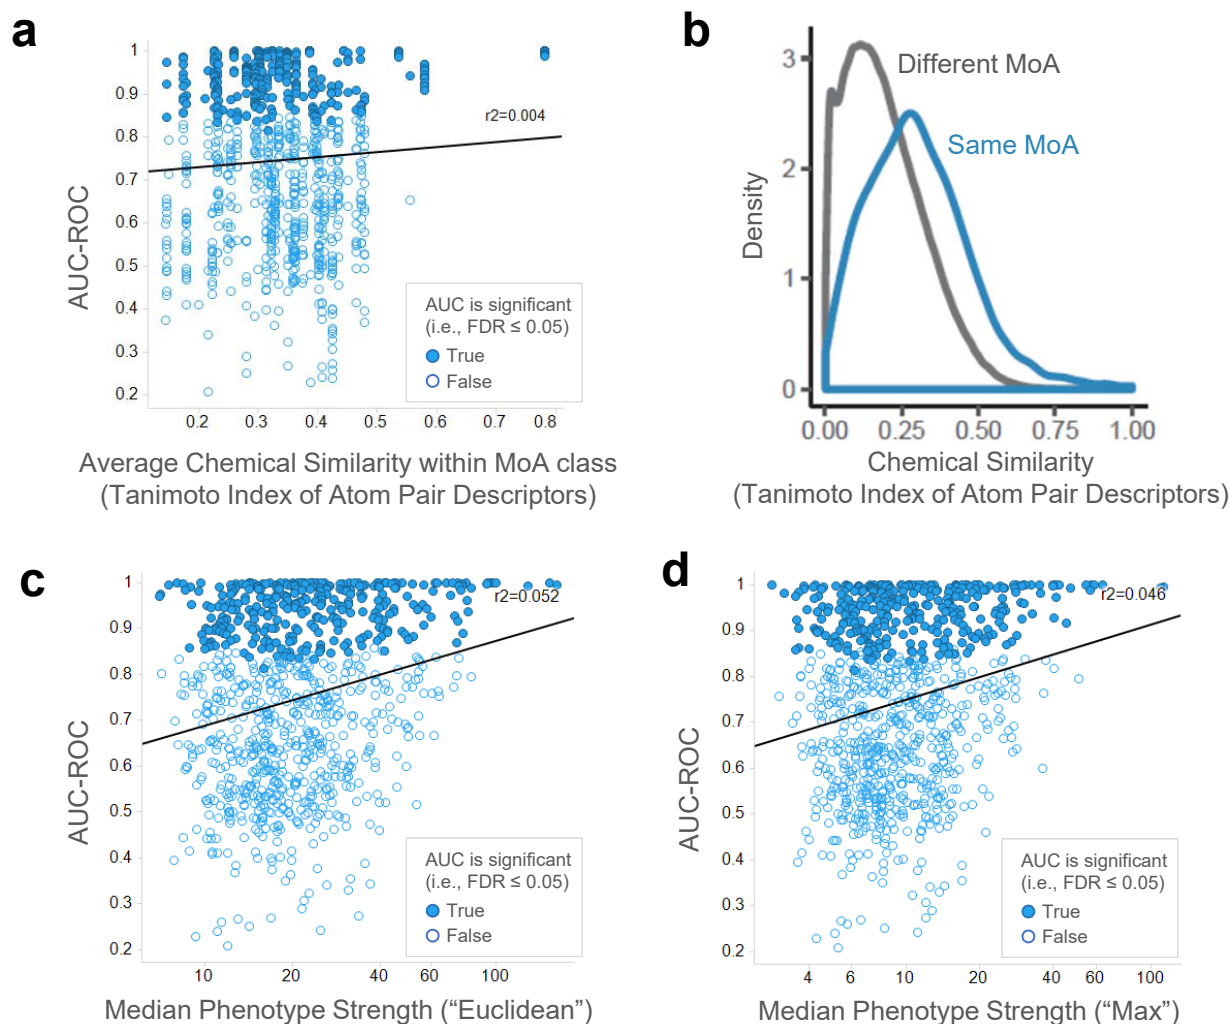 a
1
0.9
0.8
0.7
0.6
0.5
0.4
0.3
0.2
AUC-ROC
r2=0.004
AUC is significant
(i.e., FDR ≤ 0.05)
True
False
0.2 0.3 0.4 0.5 0.6 0.7 0.8
Average Chemical Similarity within MoA class
(Tanimoto Index of Atom Pair Descriptors)
b
3
2
1
0
Density
Different MoA
Same MoA
0.00 0.25 0.50 0.75 1.00
Chemical Similarity
(Tanimoto Index of Atom Pair Descriptors)
c
1
0.9
0.8
0.7
0.6
0.5
0.4
0.3
0.2
AUC-ROC
r2=0.052
AUC is significant
(i.e., FDR ≤ 0.05)
True
False
10 20 40 60 100
Median Phenotype Strength (“Euclidean”)
d
1
0.9
0.8
0.7
0.6
0.5
0.4
0.3
0.2
AUC-ROC
r2=0.046
AUC is significant
(i.e., FDR ≤ 0.05)
True
False
4 6 10 20 40 60 100
Median Phenotype Strength (“Max”)